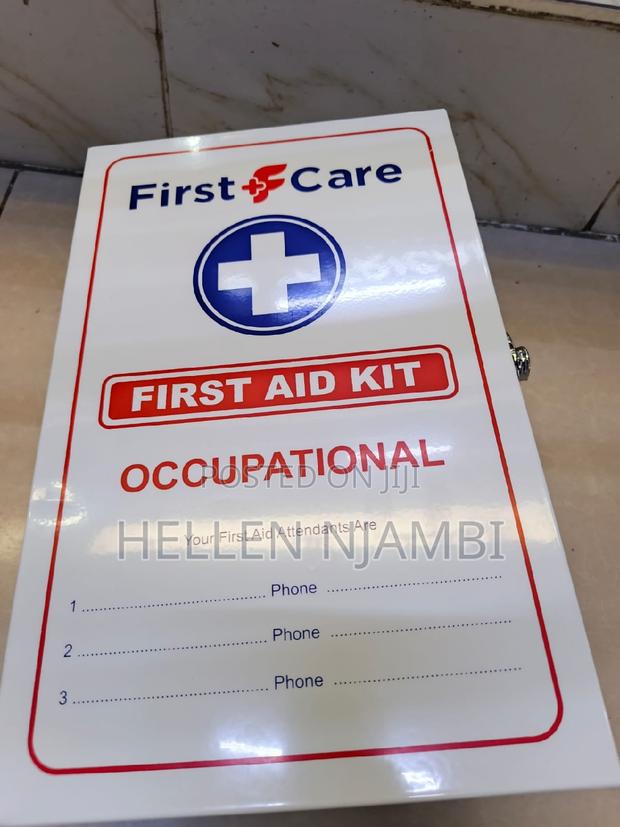 First Care
FIRST AID KIT
OCCUPATIONAL
POSTED ON JIJI
Your First Aid Attendants Are
HELLEN NJAMBI
1 .................................... Phone ....................................
2 .................................... Phone ....................................
3 .................................... Phone ....................................